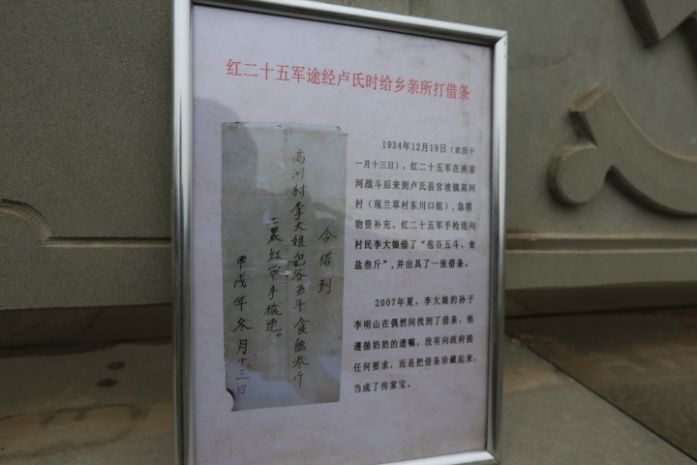 红二十五军途经卢氏时给乡亲所打借条
今借到
高河村李大娘包谷五斗食盐叁斤
工农红军手枪连。
甲戌年冬月十三日
1934年12月19日（农历十
一月十三日），红二十五军在庾家
河战斗后来到卢氏县官坡镇高河
村（现兰草村东川口组），急需
物资补充，红二十五军手枪连向
村民李大娘借了“包谷五斗、食
盐叁斤”，并出具了一张借条。
2007年夏，李大娘的孙子
李明山在偶然间找到了借条，他
遵循奶奶的遗嘱，没有向政府提
任何要求，而是把借条珍藏起来，
当成了传家宝。